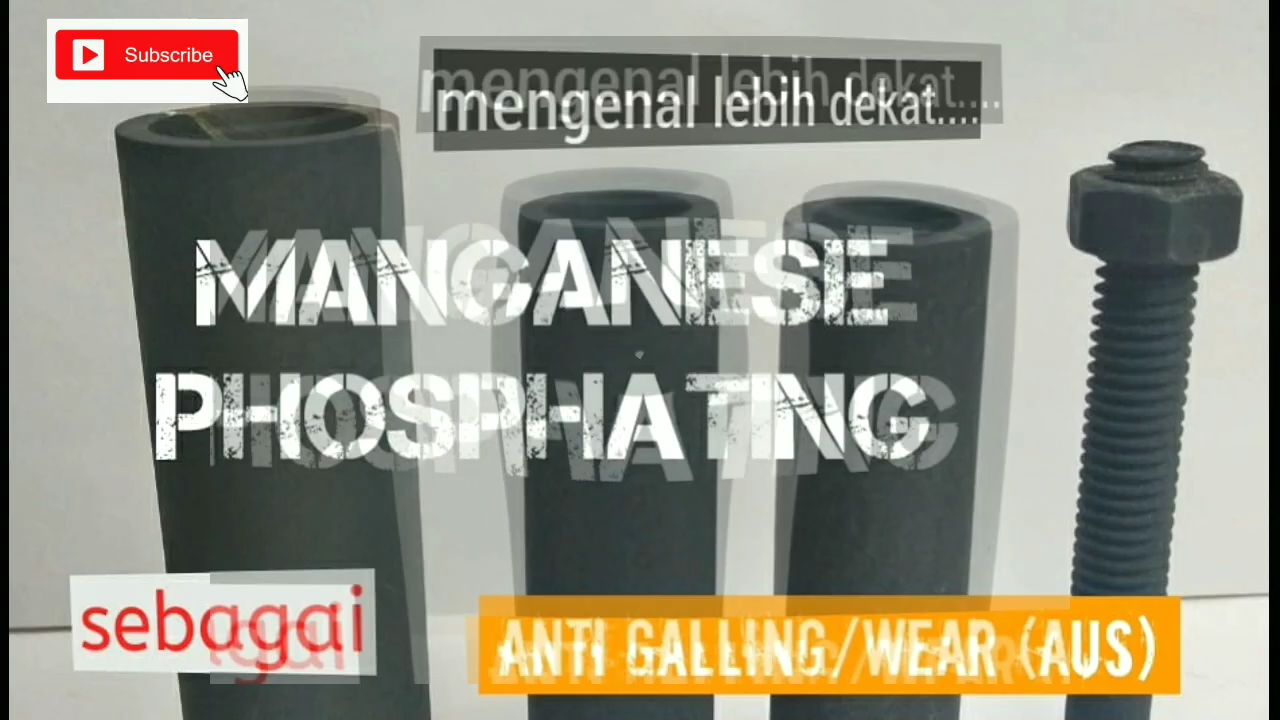 Subscribe
mengenal lebih dekat....
MANGANESE
PHOSPHATING
sebagai
ANTI GALLING/WEAR (AUS)